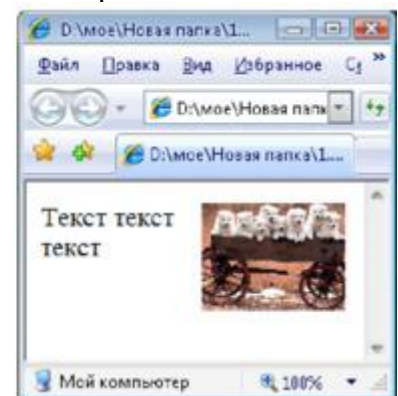 D:\мое\Новая папка\1...
Файл Правка Вид Избранное
D:\мое\Новая папк
D:\мое\Новая папка\1....
Текст текст
текст
Мой компьютер 100%